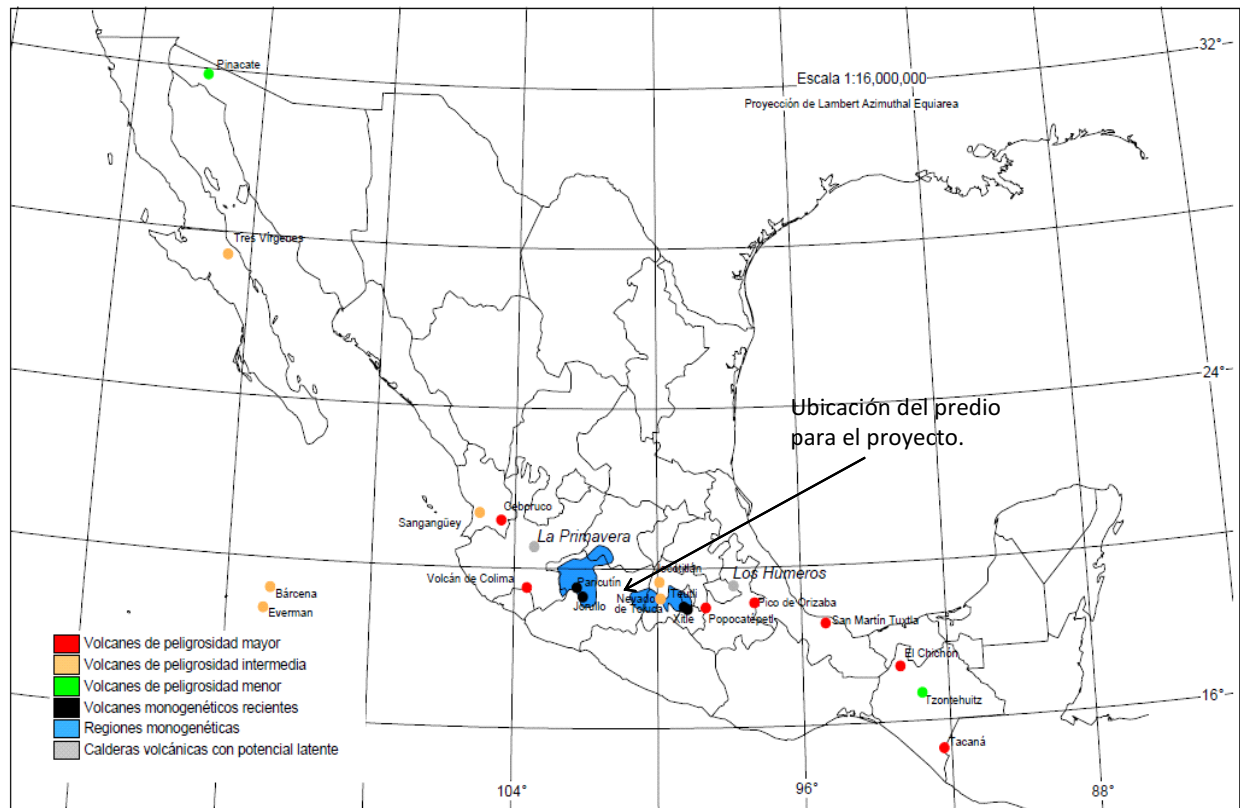 Pinacate
32°
Escala 1:16,000,000
Proyección de Lambert Azimuthal Equiarea
Tres Vírgenes
24°
Ubicación del predio
para el proyecto.
Ceboruco
Sangangüey
La Primavera
Los Humeros
Volcán de Colima
Paricutín
Jorullo
Nevado
de Toluca
Teutli
Xitle
Popocatépetl
Pico de Orizaba
San Martín Tuxtla
Bárcena
Everman
El Chichón
Tzontehuitz
16°
Tacaná
Volcanes de peligrosidad mayor
Volcanes de peligrosidad intermedia
Volcanes de peligrosidad menor
Volcanes monogenéticos recientes
Regiones monogenéticas
Calderas volcánicas con potencial latente
104°
96°
88°